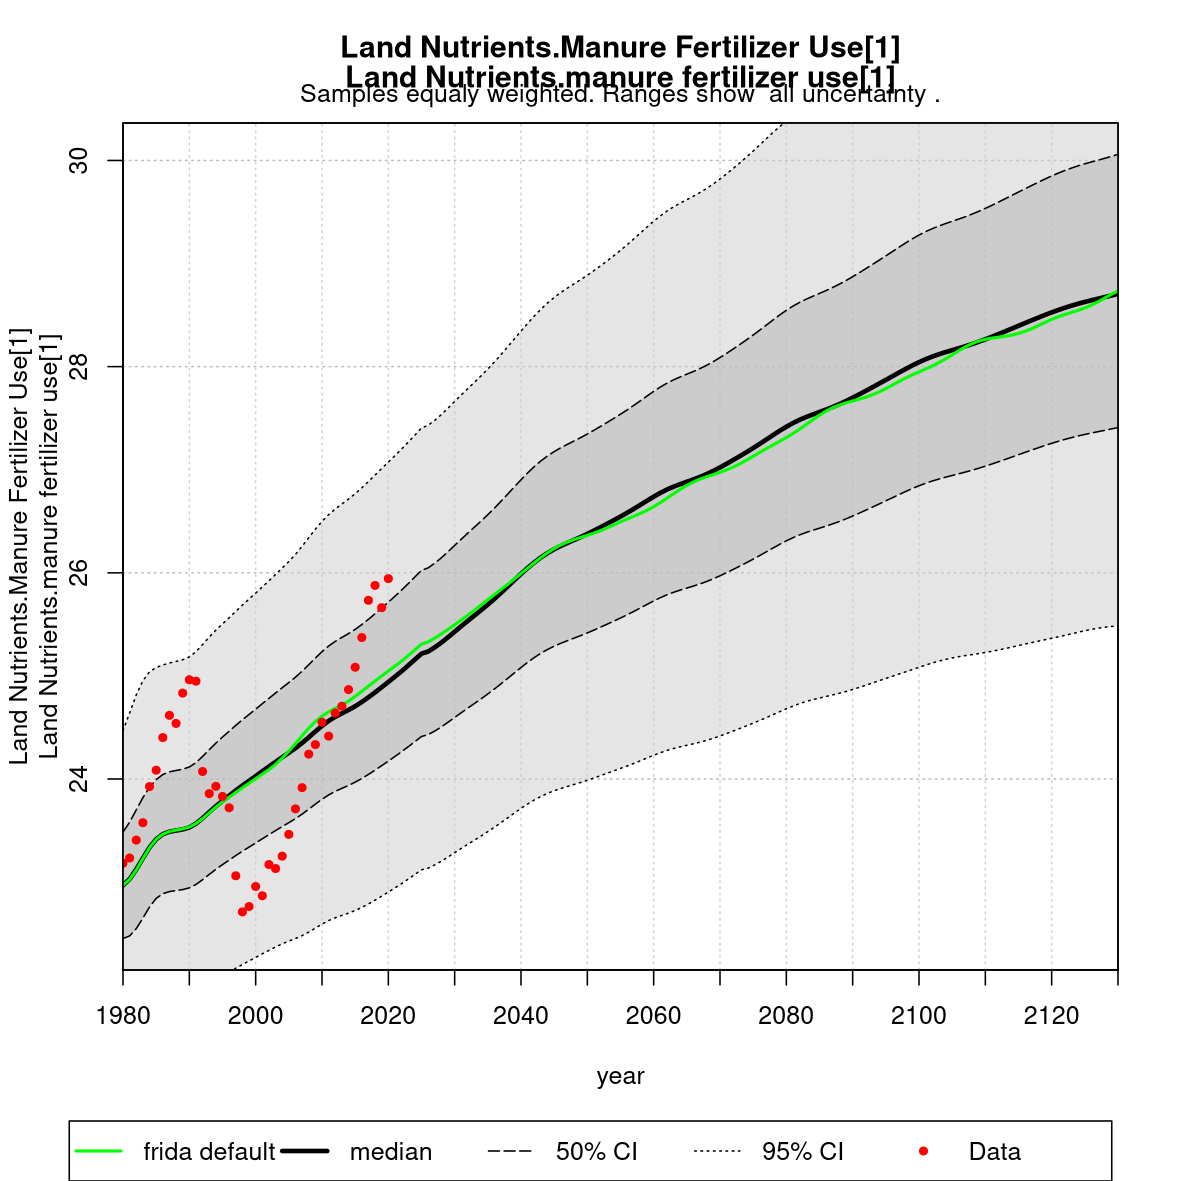 Land Nutrients.Manure Fertilizer Use[1]
Land Nutrients.manure fertilizer use[1]
Samples equaly weighted. Ranges show  all uncertainty .
Land Nutrients.Manure Fertilizer Use[1]
Land Nutrients.manure fertilizer use[1]
30
28
26
24
1980 2000 2020 2040 2060 2080 2100 2120
year
frida default median 50% CI 95% CI Data